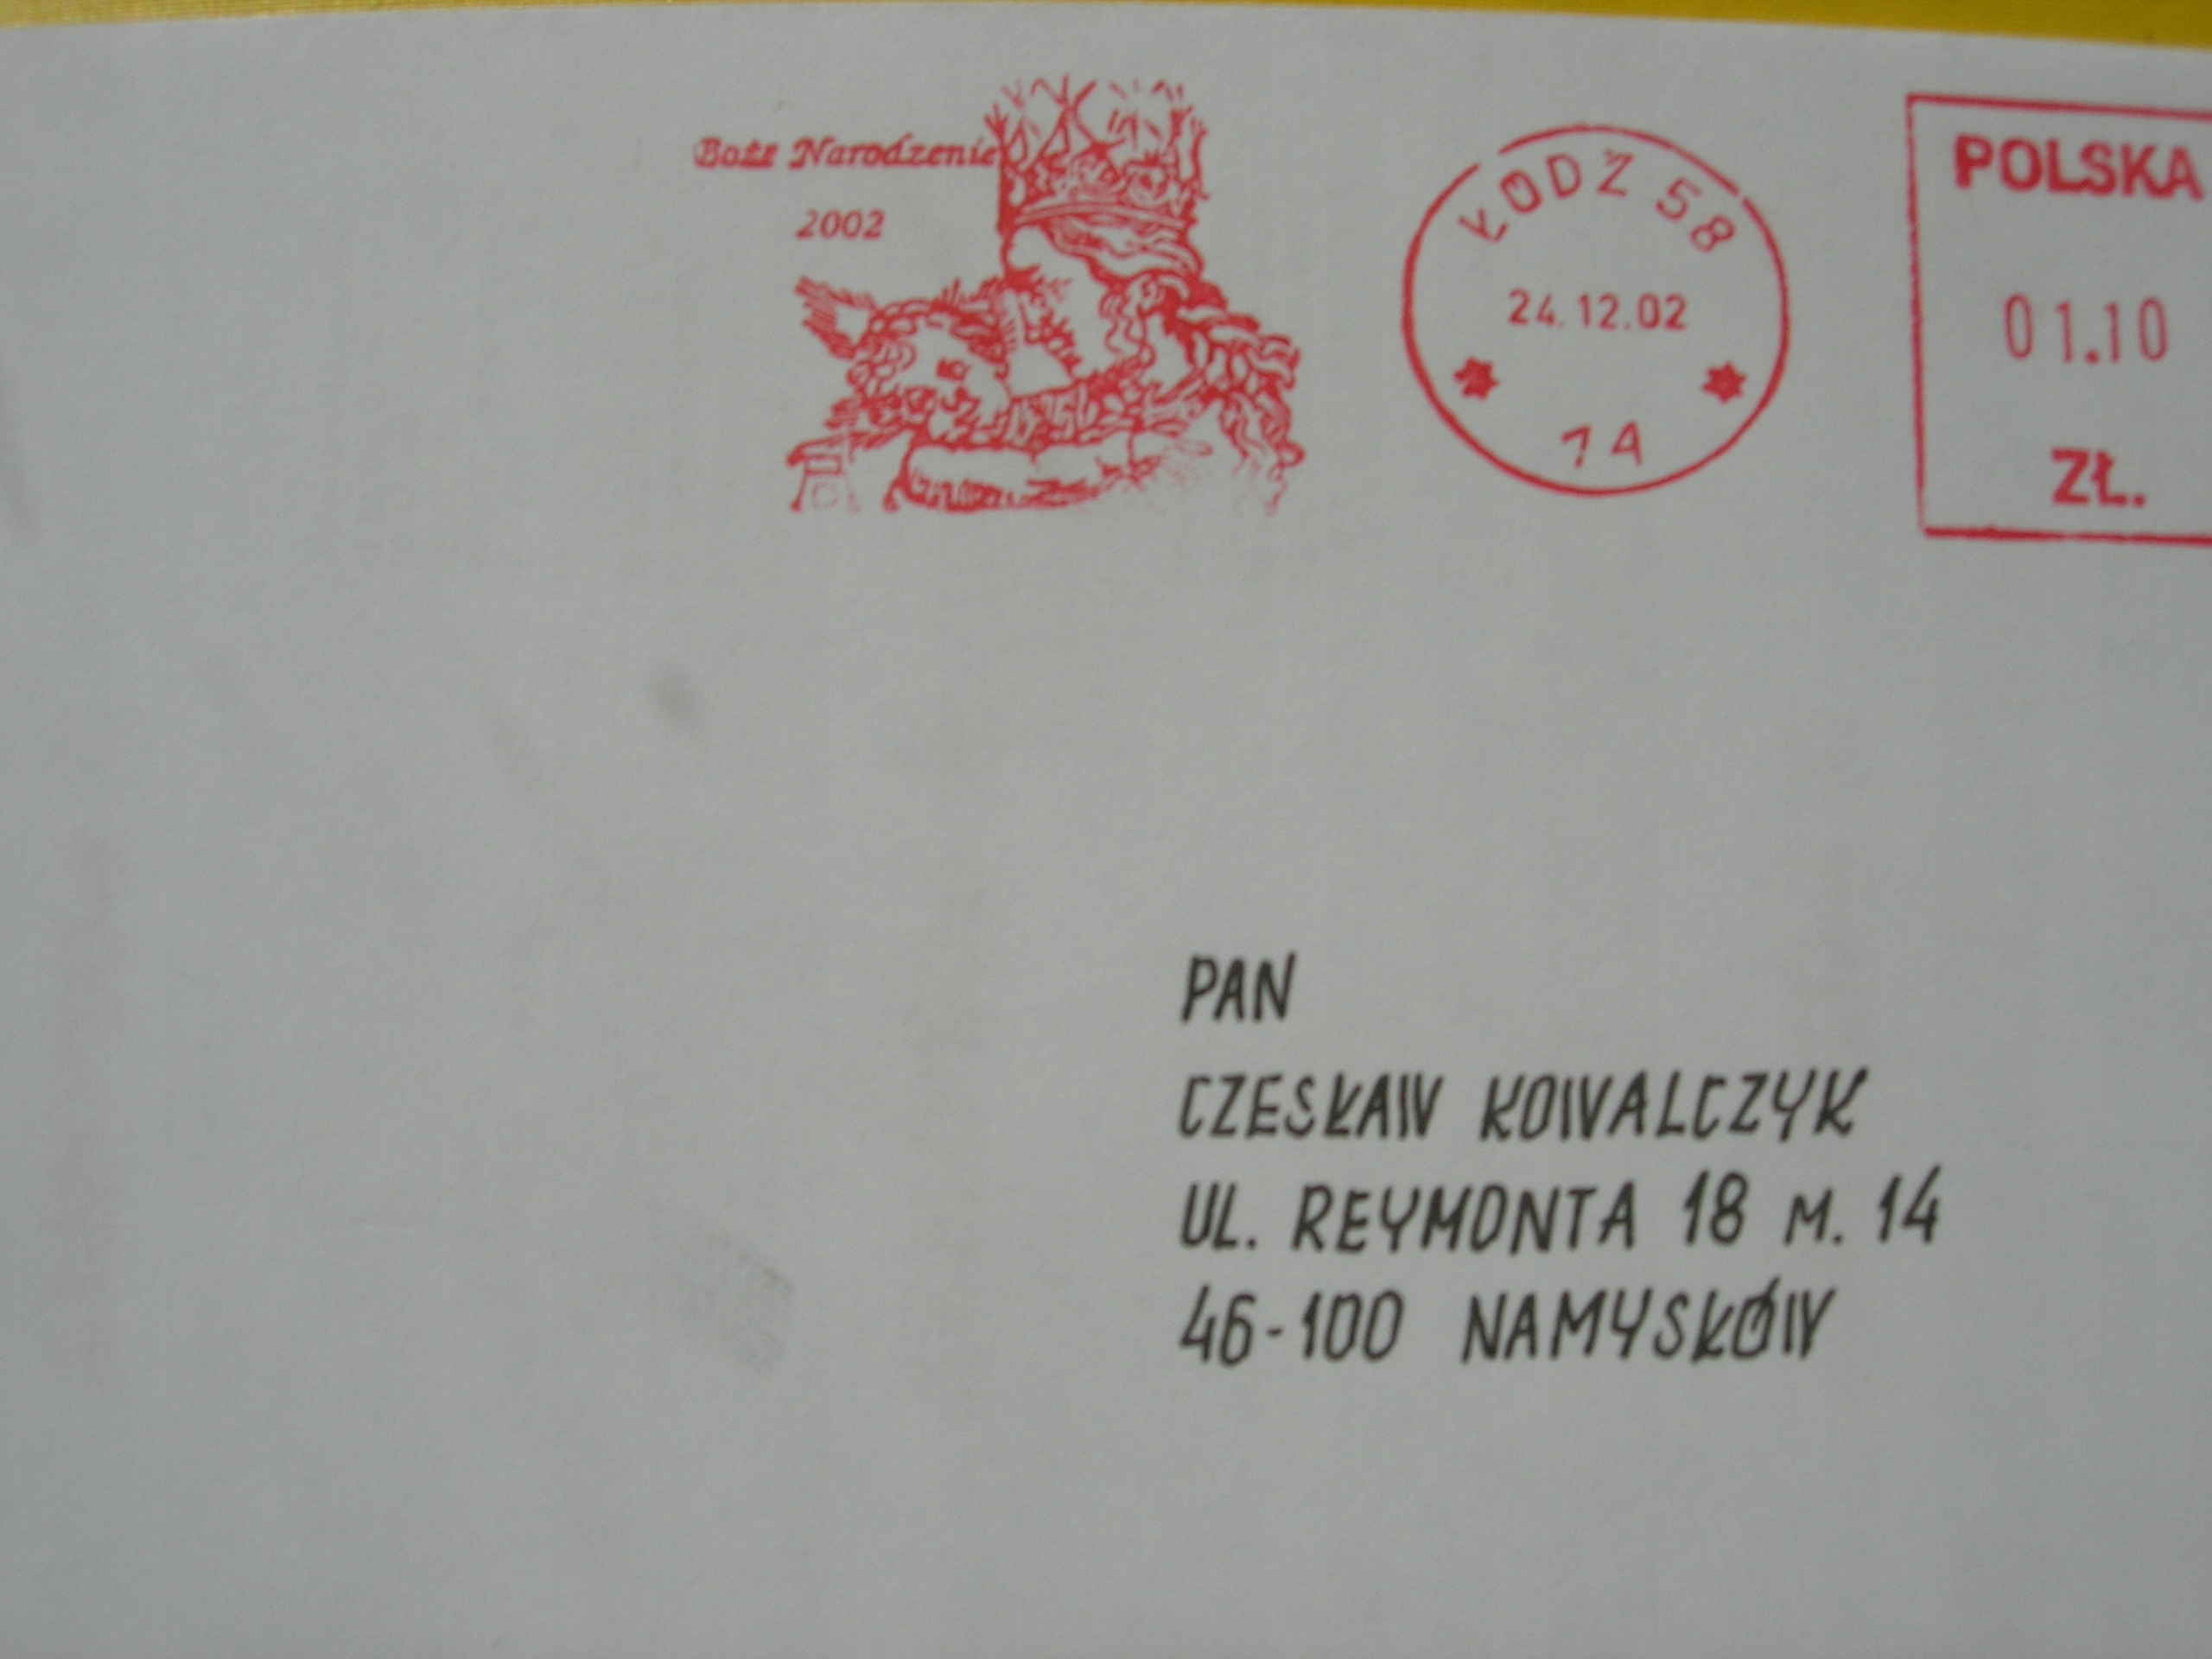 Boże Narodzenie
2002
ŁÓDŹ 58
24.12.02
1A
POLSKA
01.10
ZŁ.
PAN
CZESŁAW KOWALCZYK
UL. REYMONTA 18 M. 14
46-100 NAMYSŁÓW